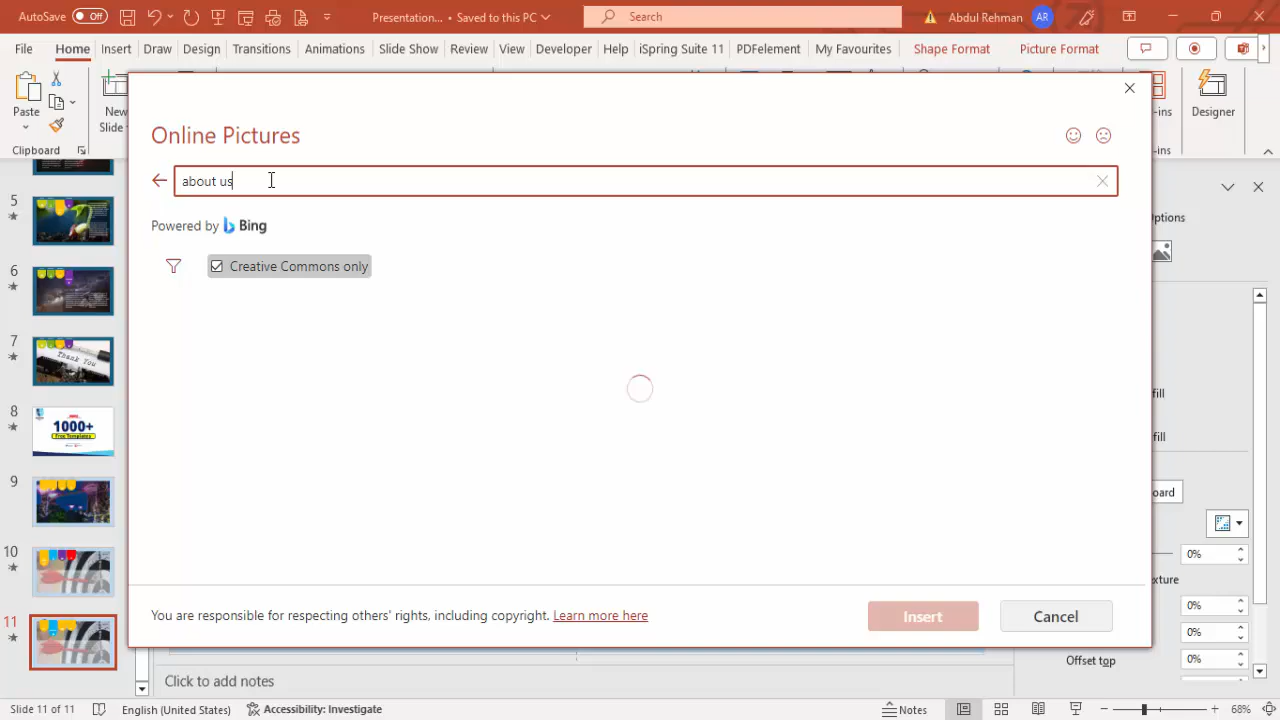 AutoSave Off Presentation... • Saved to this PC Search Abdul Rehman AR
File Home Insert Draw Design Transitions Animations Slide Show Review View Developer Help iSpring Suite 11 PDFelement My Favourites Shape Format Picture Format
Paste New Slide Designer
Clipboard
Online Pictures
about us
Powered by Bing
Creative Commons only
You are responsible for respecting others' rights, including copyright. Learn more here
Insert Cancel
5
6
7
Thank You
8
1000+
Free Templates
9
10
11
Options
fill
fill
oard
0%
xture
0%
0%
Offset top 0%
Click to add notes
Slide 11 of 11 English (United States) Accessibility: Investigate Notes 68%